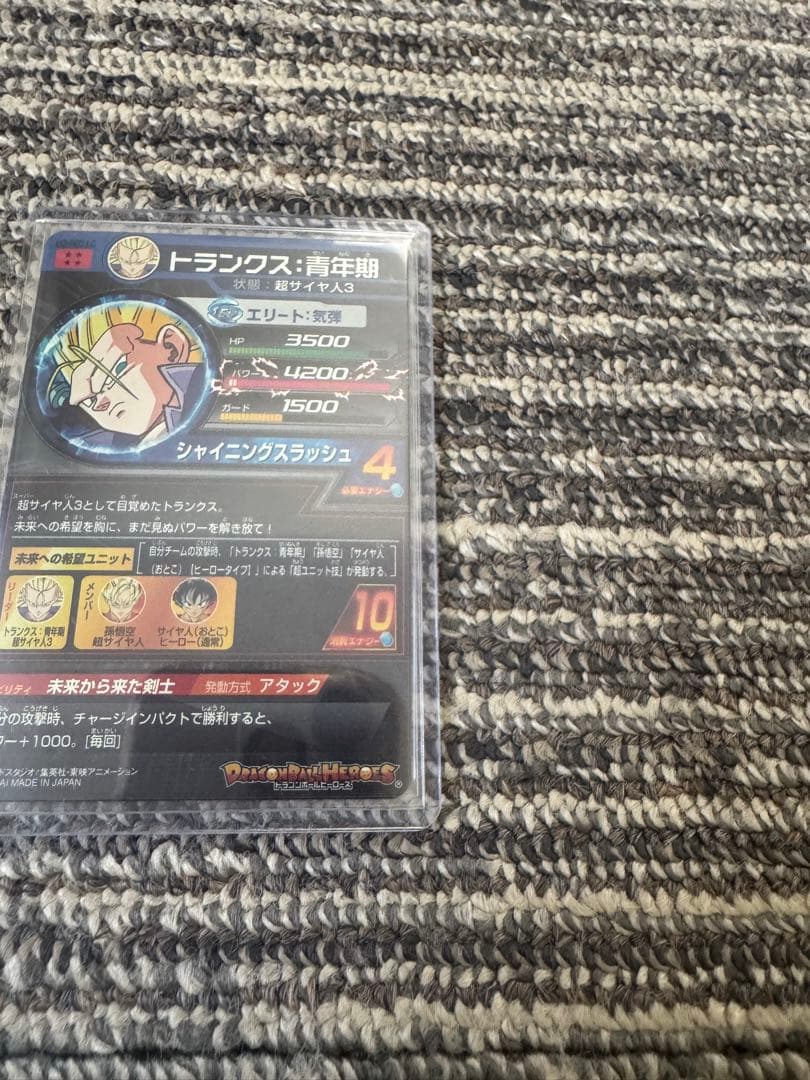 トランクス：青年期
状態：超サイヤ人3
エリート：気弾
HP 3500
パワー 4200
ガード 1500
シャイニングスラッシュ 4
必要エナジー
超サイヤ人3として目覚めたトランクス。
未来への希望を胸に、まだ見ぬパワーを解き放て！
未来への希望ユニット
自分チームの攻撃時、「トランクス：青年期」「孫悟空」「サイヤ人
（おとこ）【ヒーロータイプ】」による「超ユニット技」が発動する。
リーダー
トランクス：青年期
超サイヤ人3
メンバー
孫悟空
超サイヤ人
サイヤ人（おとこ）
ヒーロー（通常）
10
消費エナジー
ビリティ 未来から来た剣士 発動方式 アタック
分の攻撃時、チャージインパクトで勝利すると、
ワー＋1000。[毎回]
ドスタジオ/集英社・東映アニメーション
AI MADE IN JAPAN
DRAGONBALL HEROES
ドラゴンボールヒーローズ